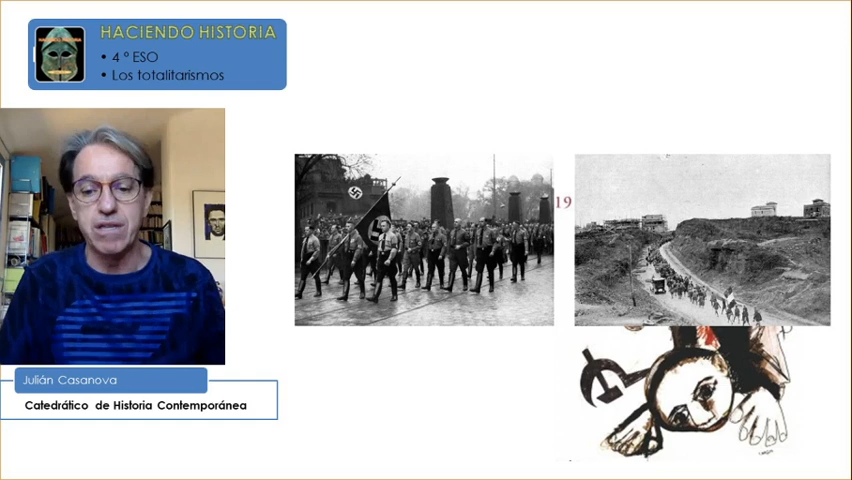 HACIENDO HISTORIA
• 4 º ESO
• Los totalitarismos
19
Julián Casanova
Catedrático de Historia Contemporánea